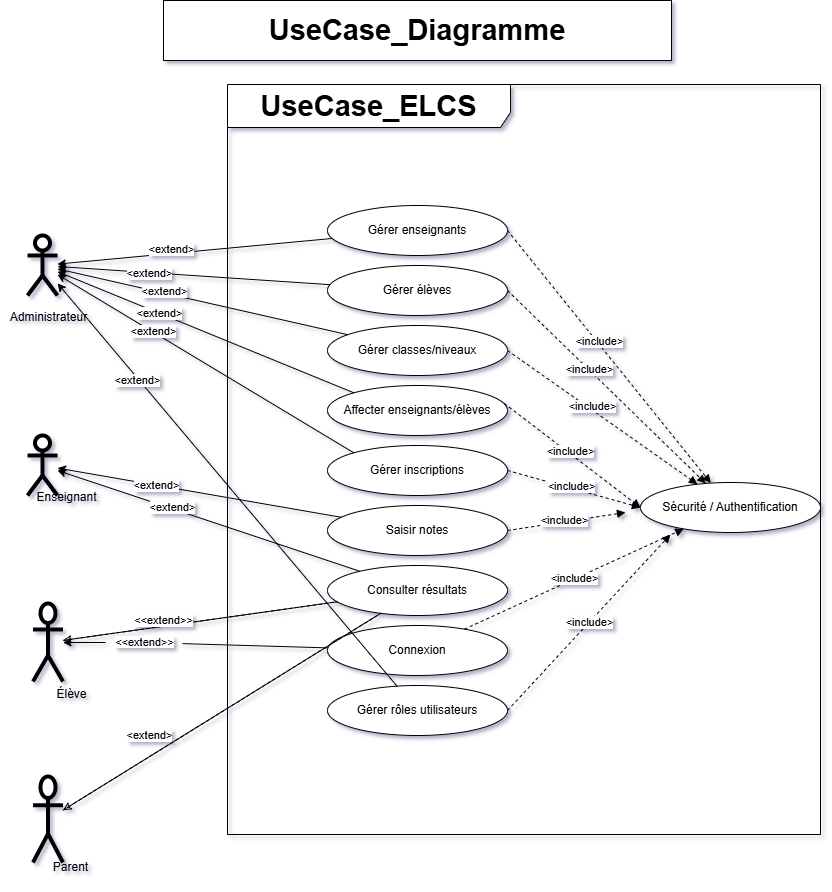 UseCase_Diagramme
UseCase_ELCS
Gérer enseignants
<extend>
<extend>
Gérer élèves
<extend>
Administrateur
<extend>
<extend>
<include>
Gérer classes/niveaux
<include>
<extend>
<include>
Affecter enseignants/élèves
<include>
Gérer inscriptions
<extend>
<include>
Enseignant
<extend>
Sécurité / Authentification
<include>
Saisir notes
<include>
Consulter résultats
<<extend>>
<include>
<<extend>>
Connexion
Élève
Gérer rôles utilisateurs
<extend>
Parent